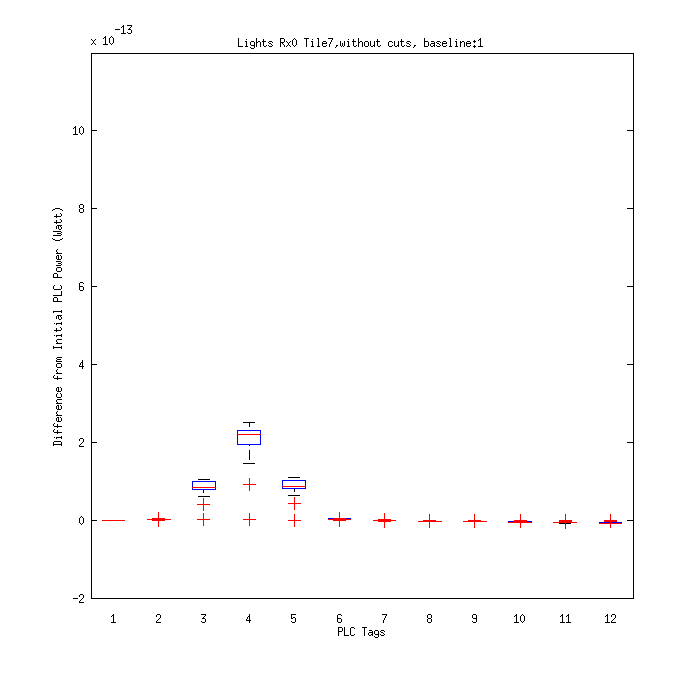 x 10-13
Lights Rx0 Tile7,without cuts, baseline:1
Difference from Initial PLC Power (Watt)
10
8
6
4
2
0
-2
1 2 3 4 5 6 7 8 9 10 11 12
PLC Tags